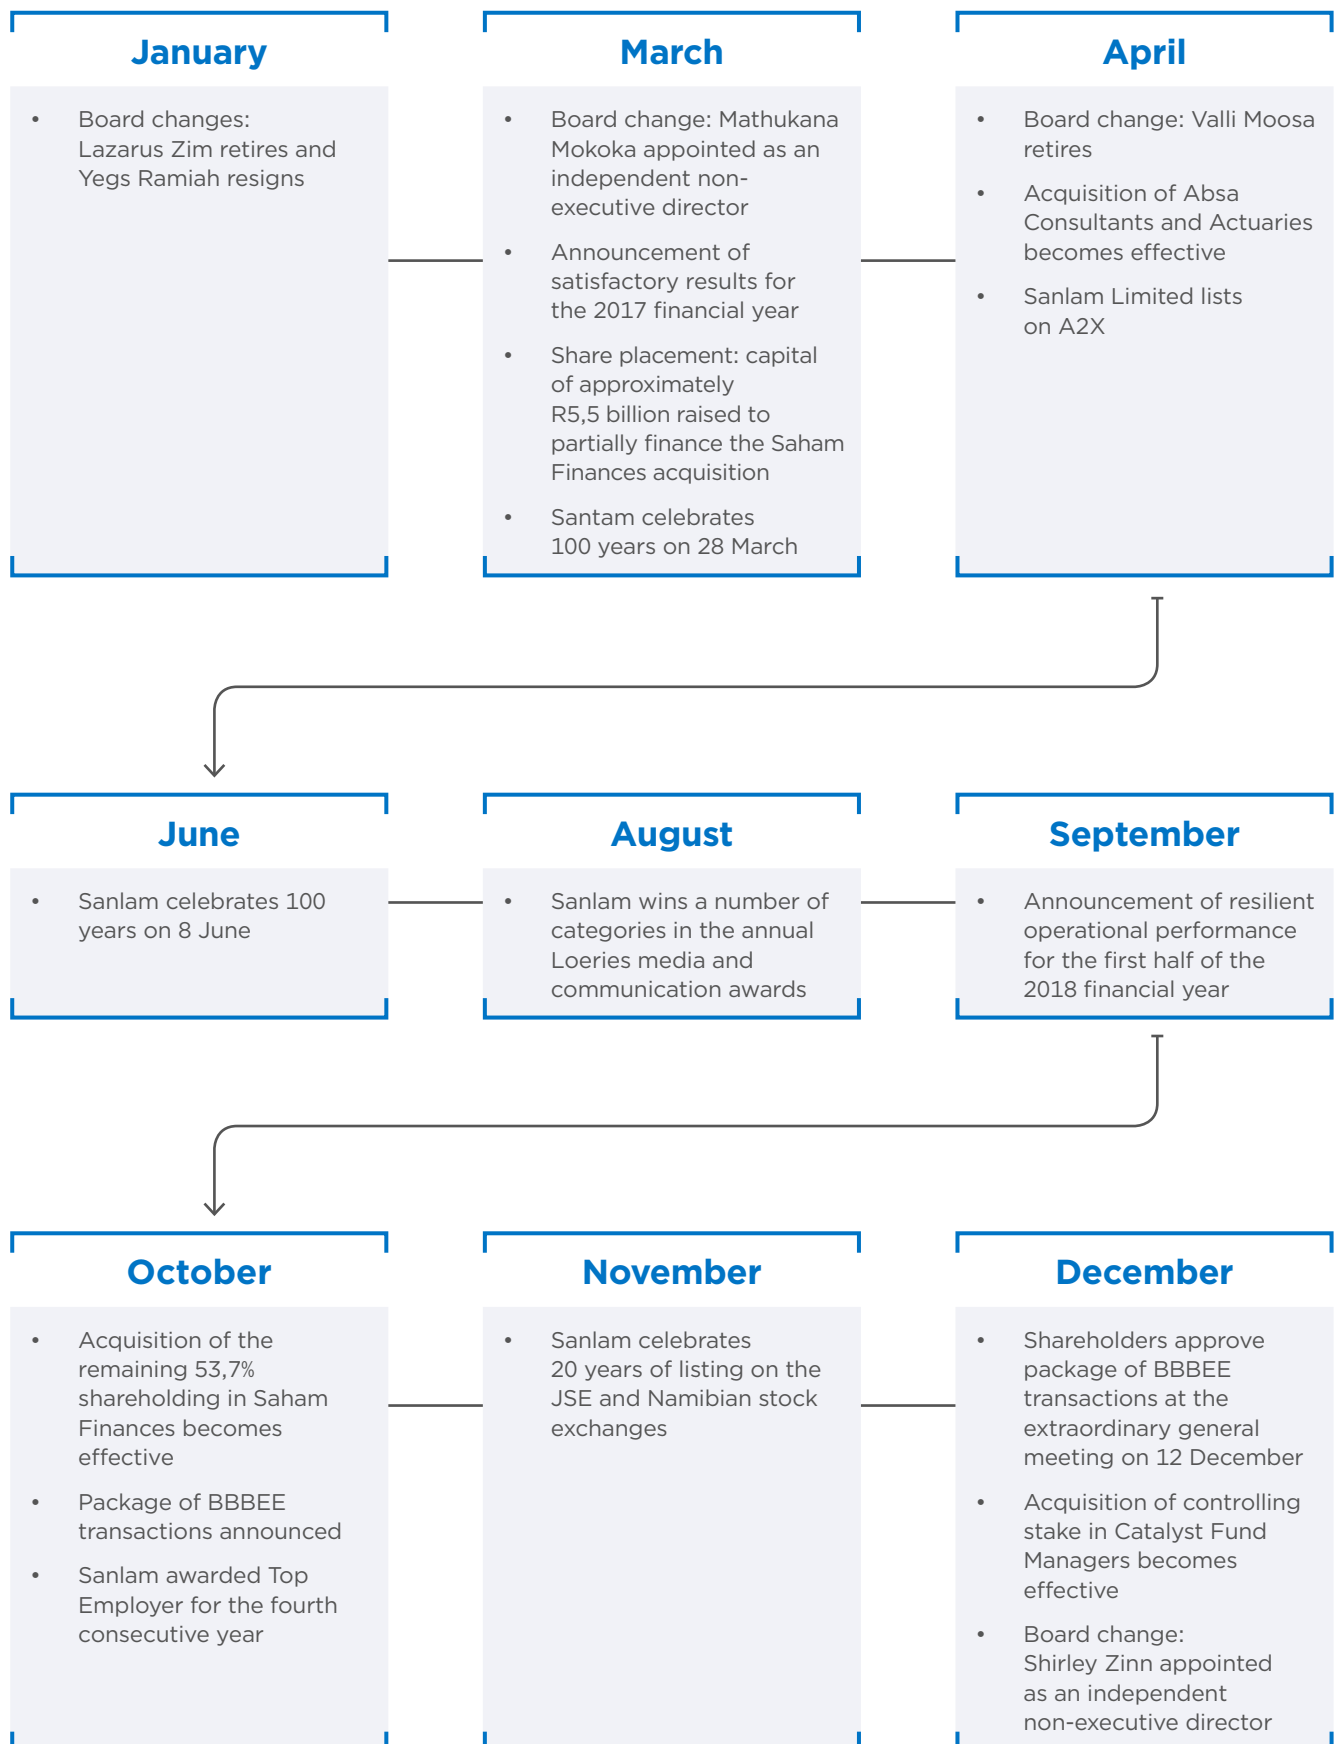 January
• Board changes:
Lazarus Zim retires and
Yegs Ramiah resigns
March
• Board change: Mathukana
Mokoka appointed as an
independent non-
executive director
• Announcement of
satisfactory results for
the 2017 financial year
• Share placement: capital
of approximately
R5,5 billion raised to
partially finance the Saham
Finances acquisition
• Santam celebrates
100 years on 28 March
April
• Board change: Valli Moosa
retires
• Acquisition of Absa
Consultants and Actuaries
becomes effective
• Sanlam Limited lists
on A2X
June
• Sanlam celebrates 100
years on 8 June
August
• Sanlam wins a number of
categories in the annual
Loeries media and
communication awards
September
• Announcement of resilient
operational performance
for the first half of the
2018 financial year
October
• Acquisition of the
remaining 53,7%
shareholding in Saham
Finances becomes
effective
• Package of BBBEE
transactions announced
• Sanlam awarded Top
Employer for the fourth
consecutive year
November
• Sanlam celebrates
20 years of listing on the
JSE and Namibian stock
exchanges
December
• Shareholders approve
package of BBBEE
transactions at the
extraordinary general
meeting on 12 December
• Acquisition of controlling
stake in Catalyst Fund
Managers becomes
effective
• Board change:
Shirley Zinn appointed
as an independent
non-executive director